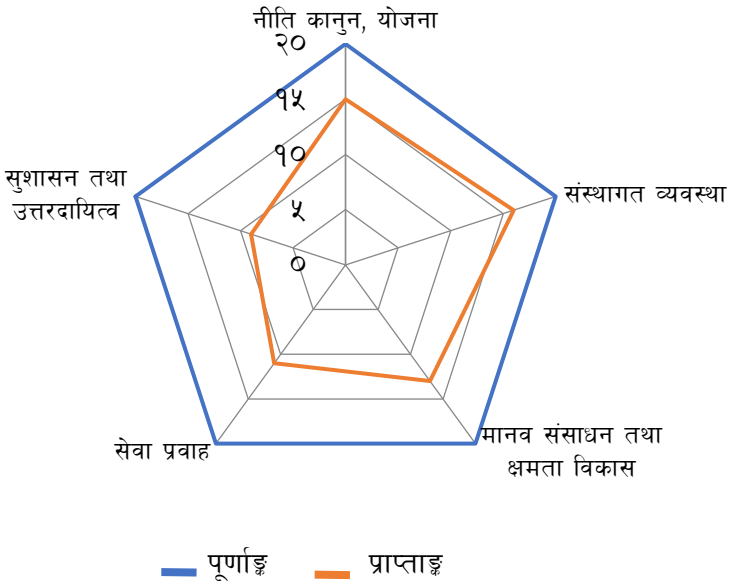 नीति कानुन, योजना
२०
१५
१०
५
०
सुशासन तथा
उत्तरदायित्व
संस्थागत व्यवस्था
सेवा प्रवाह
मानव संसाधन तथा
क्षमता विकास
पूर्णाङ्क
प्राप्ताङ्क